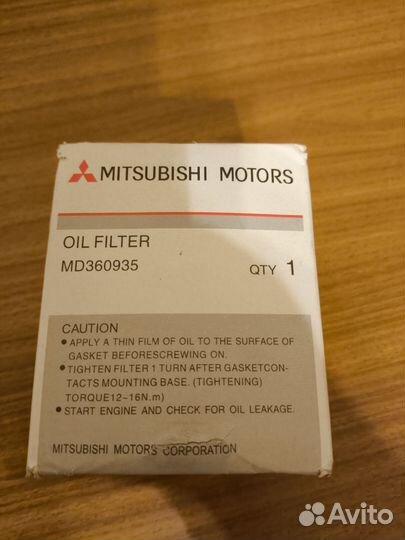 MITSUBISHI MOTORS
OIL FILTER
MD360935
QTY 1
CAUTION
● APPLY A THIN FILM OF OIL TO THE SURFACE OF
GASKET BEFORESCREWING ON.
● TIGHTEN FILTER 1 TURN AFTER GASKETCON-
TACTS MOUNTING BASE. (TIGHTENING)
TORQUE12~16N.m)
● START ENGINE AND CHECK FOR OIL LEAKAGE.
MITSUBISHI MOTORS CORPORATION
Avito